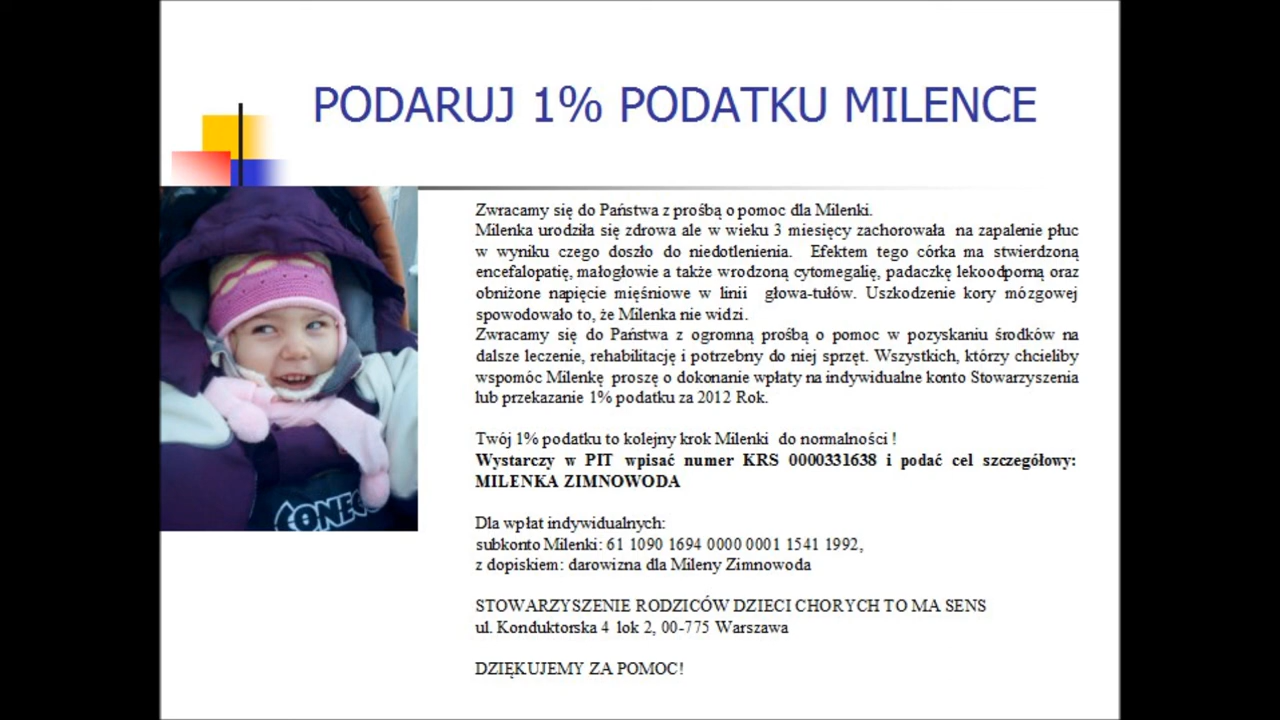 PODARUJ 1% PODATKU MILENCE
Zwracamy się do Państwa z prośbą o pomoc dla Milenki.
Milenka urodziła się zdrowa ale w wieku 3 miesięcy zachorowała na zapalenie płuc
w wyniku czego doszło do niedotlenienia. Efektem tego córka ma stwierdzoną
encefalopatię, małogłowie a także wrodzoną cytomegalię, padaczkę lekoodporną oraz
obniżone napięcie mięśniowe w linii głowa-tułów. Uszkodzenie kory mózgowej
spowodowało to, że Milenka nie widzi.
Zwracamy się do Państwa z ogromną prośbą o pomoc w pozyskaniu środków na
dalsze leczenie, rehabilitację i potrzebny do niej sprzęt. Wszystkich, którzy chcieliby
wspomóc Milenkę proszę o dokonanie wpłaty na indywidualne konto Stowarzyszenia
lub przekazanie 1% podatku za 2012 Rok.
Twój 1% podatku to kolejny krok Milenki do normalności !
Wystarczy w PIT wpisać numer KRS 0000331638 i podać cel szczegółowy:
MILENKA ZIMNOWODA
Dla wpłat indywidualnych:
subkonto Milenki: 61 1090 1694 0000 0001 1541 1992,
z dopiskiem: darowizna dla Mileny Zimnowoda
STOWARZYSZENIE RODZICÓW DZIECI CHORYCH TO MA SENS
ul. Konduktorska 4 lok 2, 00-775 Warszawa
DZIĘKUJEMY ZA POMOC!